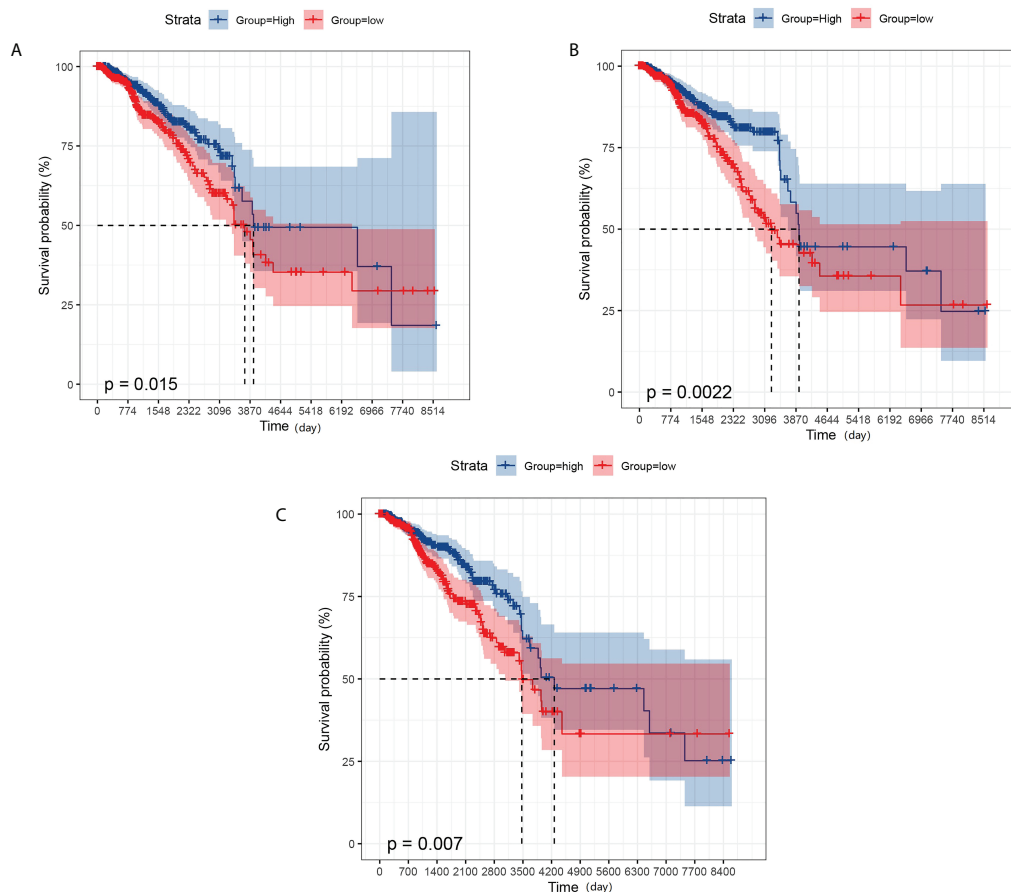 Strata Group=High Group=low
A
Survival probability (%)
100
75
50
25
0
p = 0.015
0 774 1548 2322 3096 3870 4644 5418 6192 6966 7740 8514
Time (day)
Strata Group=High Group=low
B
Survival probability (%)
100
75
50
25
0
p = 0.0022
0 774 1548 2322 3096 3870 4644 5418 6192 6966 7740 8514
Time (day)
Strata Group=high Group=low
C
Survival probability (%)
100
75
50
25
0
p = 0.007
0 700 1400 2100 2800 3500 4200 4900 5600 6300 7000 7700 8400
Time (day)